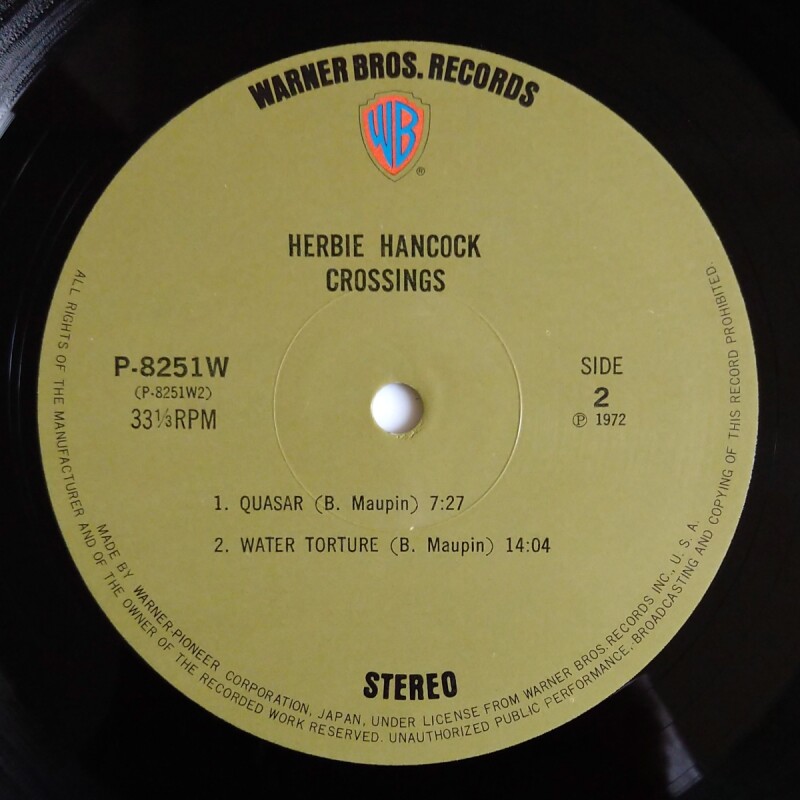 WARNER BROS. RECORDS
WB
®
HERBIE HANCOCK
CROSSINGS
P-8251W
(P-8251W2)
33⅓RPM
SIDE
2
Ⓟ 1972
1. QUASAR (B. Maupin) 7:27
2. WATER TORTURE (B. Maupin) 14:04
STEREO
MADE BY WARNER-PIONEER CORPORATION, JAPAN, UNDER LICENSE FROM WARNER BROS. RECORDS INC., U. S. A.
ALL RIGHTS OF THE MANUFACTURER AND OF THE OWNER OF THE RECORDED WORK RESERVED. UNAUTHORIZED PUBLIC PERFORMANCE, BROADCASTING AND COPYING OF THIS RECORD PROHIBITED.